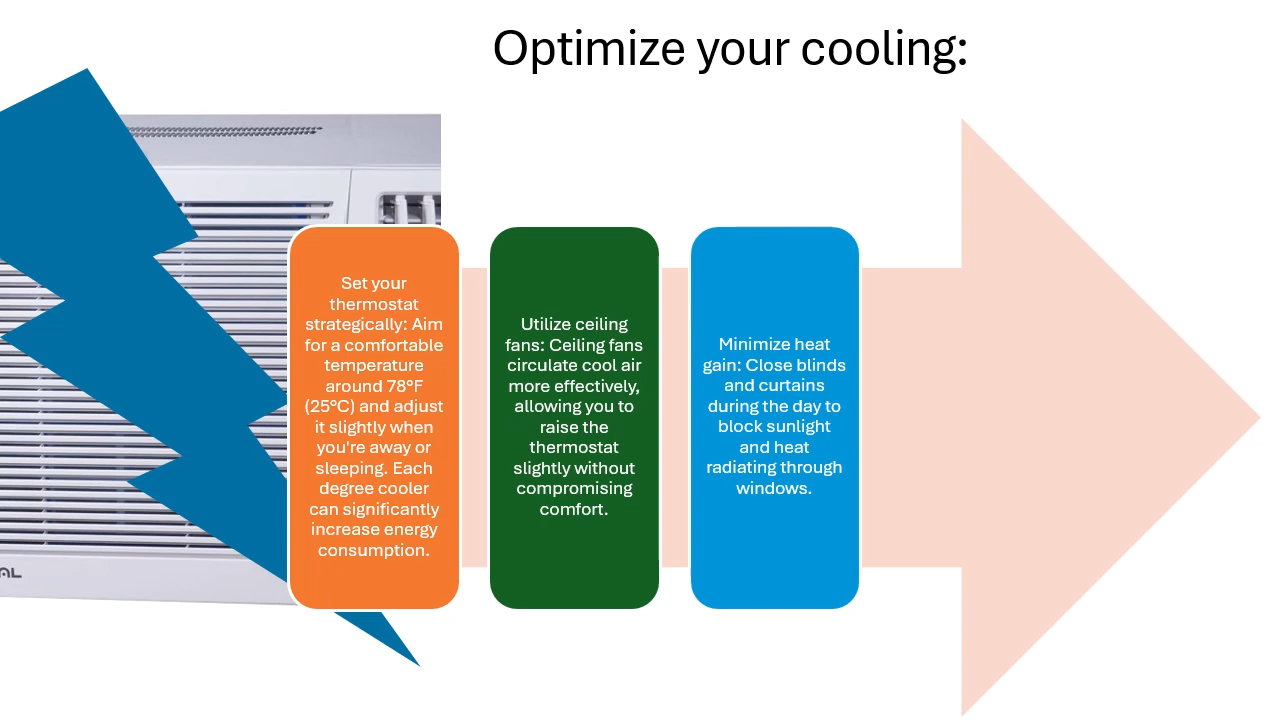 Optimize your cooling:
Set your
thermostat
strategically: Aim
for a comfortable
temperature
around 78°F
(25°C) and adjust
it slightly when
you're away or
sleeping. Each
degree cooler
can significantly
increase energy
consumption.
Utilize ceiling
fans: Ceiling fans
circulate cool air
more effectively,
allowing you to
raise the
thermostat
slightly without
compromising
comfort.
Minimize heat
gain: Close blinds
and curtains
during the day to
block sunlight
and heat
radiating through
windows.